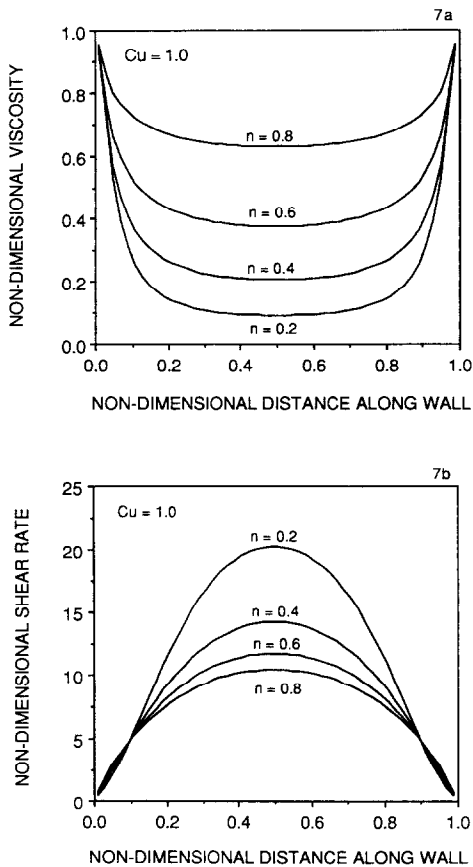 7a
Cu = 1.0
NON-DIMENSIONAL VISCOSITY
1.0
0.8
0.6
0.4
0.2
0.0
n = 0.8
n = 0.6
n = 0.4
n = 0.2
0.0 0.2 0.4 0.6 0.8 1.0
NON-DIMENSIONAL DISTANCE ALONG WALL
7b
Cu = 1.0
NON-DIMENSIONAL SHEAR RATE
25
20
15
10
5
0
n = 0.2
n = 0.4
n = 0.6
n = 0.8
0.0 0.2 0.4 0.6 0.8 1.0
NON-DIMENSIONAL DISTANCE ALONG WALL